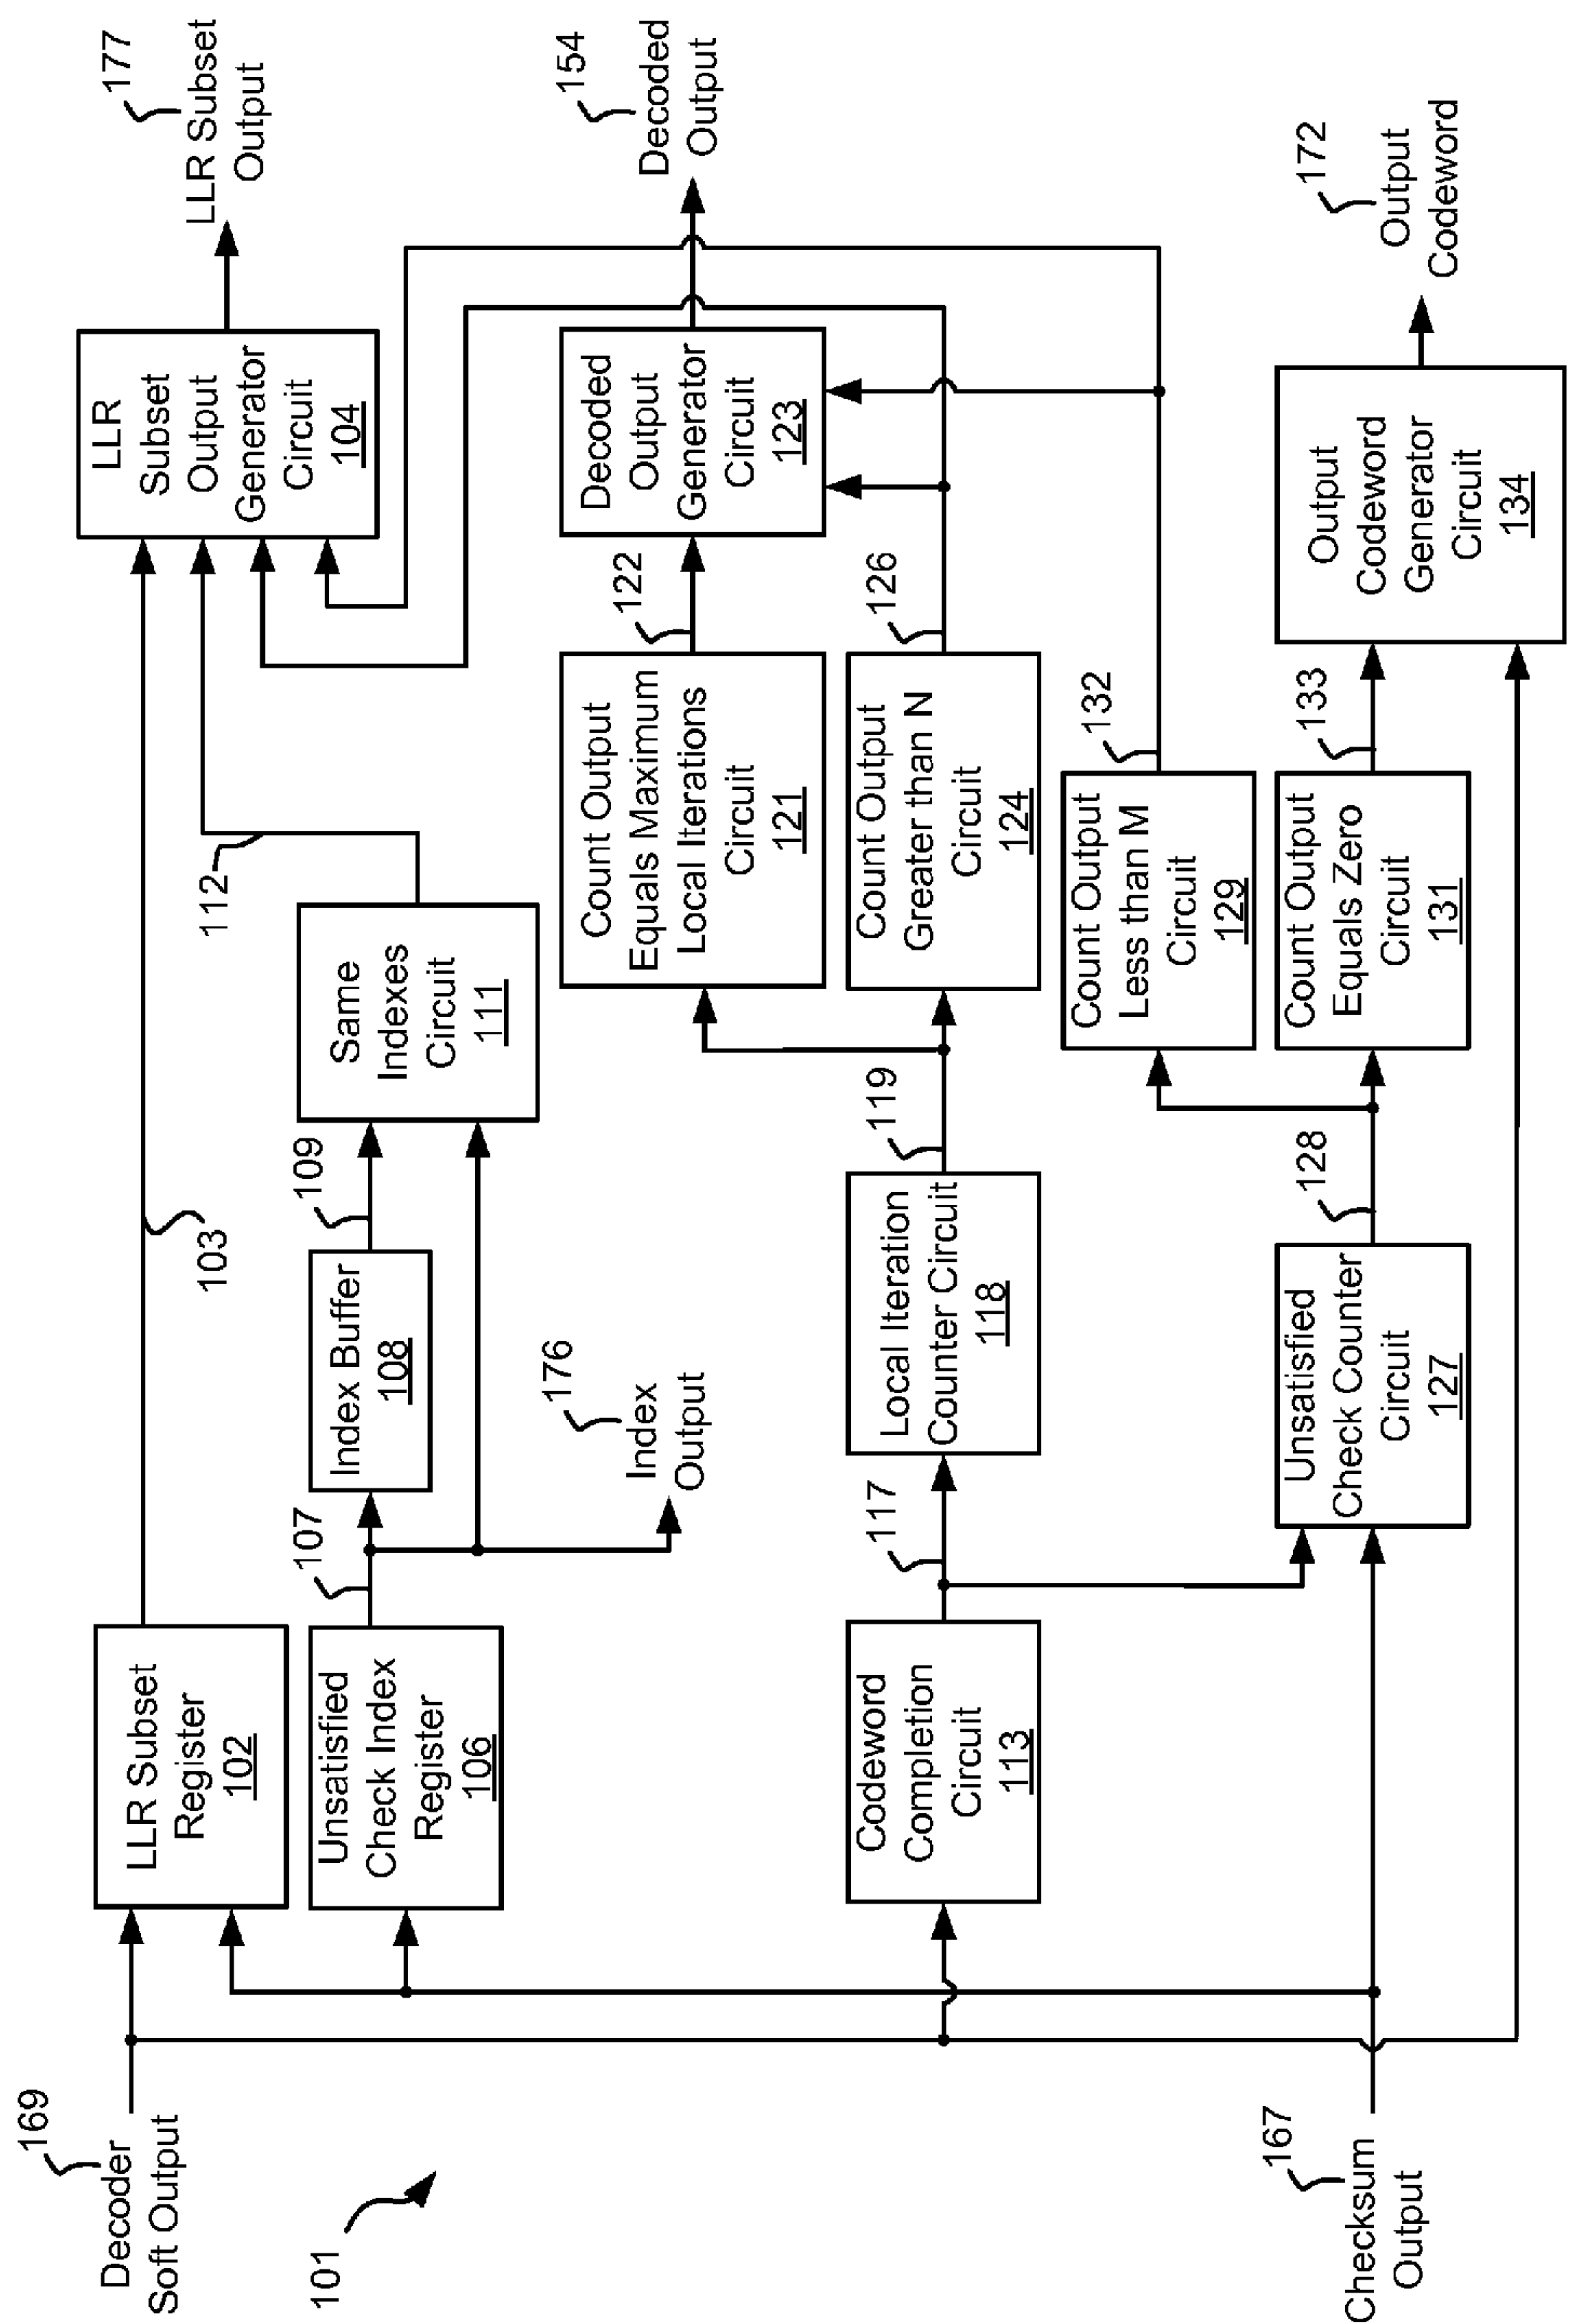 169
Decoder
Soft Output
101
167
Checksum
Output
LLR Subset
Register
102
Unsatisfied
Check Index
Register
106
107
Index Buffer
108
109
176
Index
Output
103
Same
Indexes
Circuit
111
112
LLR
Subset
Output
Generator
Circuit
104
177
LLR Subset
Output
Codeword
Completion
Circuit
113
117
Local Iteration
Counter Circuit
118
119
Count Output
Equals Maximum
Local Iterations
Circuit
121
122
Decoded
Output
Generator
Circuit
123
154
Decoded
Output
Count Output
Greater than N
Circuit
124
126
Unsatisfied
Check Counter
Circuit
127
128
Count Output
Less than M
Circuit
129
132
Count Output
Equals Zero
Circuit
131
133
Output
Codeword
Generator
Circuit
134
172
Output
Codeword